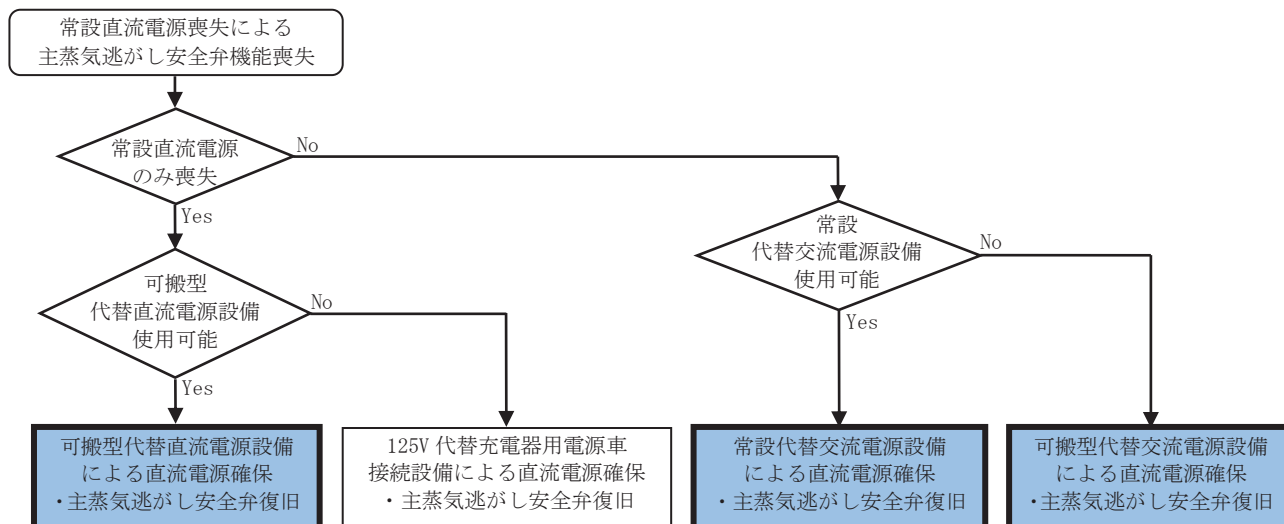 常設直流電源喪失による
主蒸気逃がし安全弁機能喪失
常設直流電源
のみ喪失
No
Yes
常設
代替交流電源設備
使用可能
No
Yes
可搬型
代替直流電源設備
使用可能
No
Yes
可搬型代替直流電源設備
による直流電源確保
・主蒸気逃がし安全弁復旧
125V 代替充電器用電源車
接続設備による直流電源確保
・主蒸気逃がし安全弁復旧
常設代替交流電源設備
による直流電源確保
・主蒸気逃がし安全弁復旧
可搬型代替交流電源設備
による直流電源確保
・主蒸気逃がし安全弁復旧